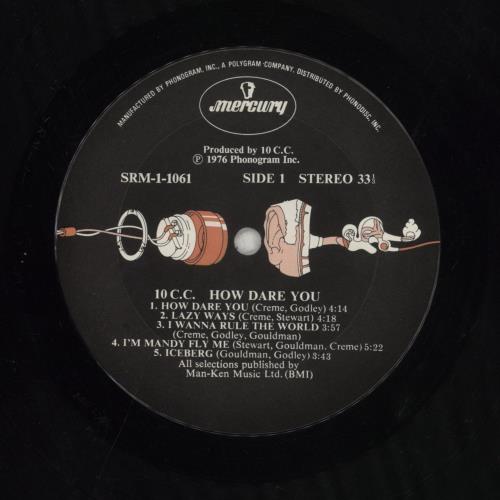 MANUFACTURED BY PHONOGRAM, INC., A POLYGRAM COMPANY, DISTRIBUTED BY PHONODISC, INC.
mercury
Produced by 10 C.C.
Ⓟ 1976 Phonogram Inc.
SRM-1-1061 SIDE 1 STEREO 33⅓
10 C.C. HOW DARE YOU
1. HOW DARE YOU (Creme, Godley) 4:14
2. LAZY WAYS (Creme, Stewart) 4:18
3. I WANNA RULE THE WORLD 3:57
(Creme, Godley, Gouldman)
4. I'M MANDY FLY ME (Stewart, Gouldman. Creme) 5:22
5. ICEBERG (Gouldman, Godley) 3:43
All selections published by
Man-Ken Music Ltd. (BMI)